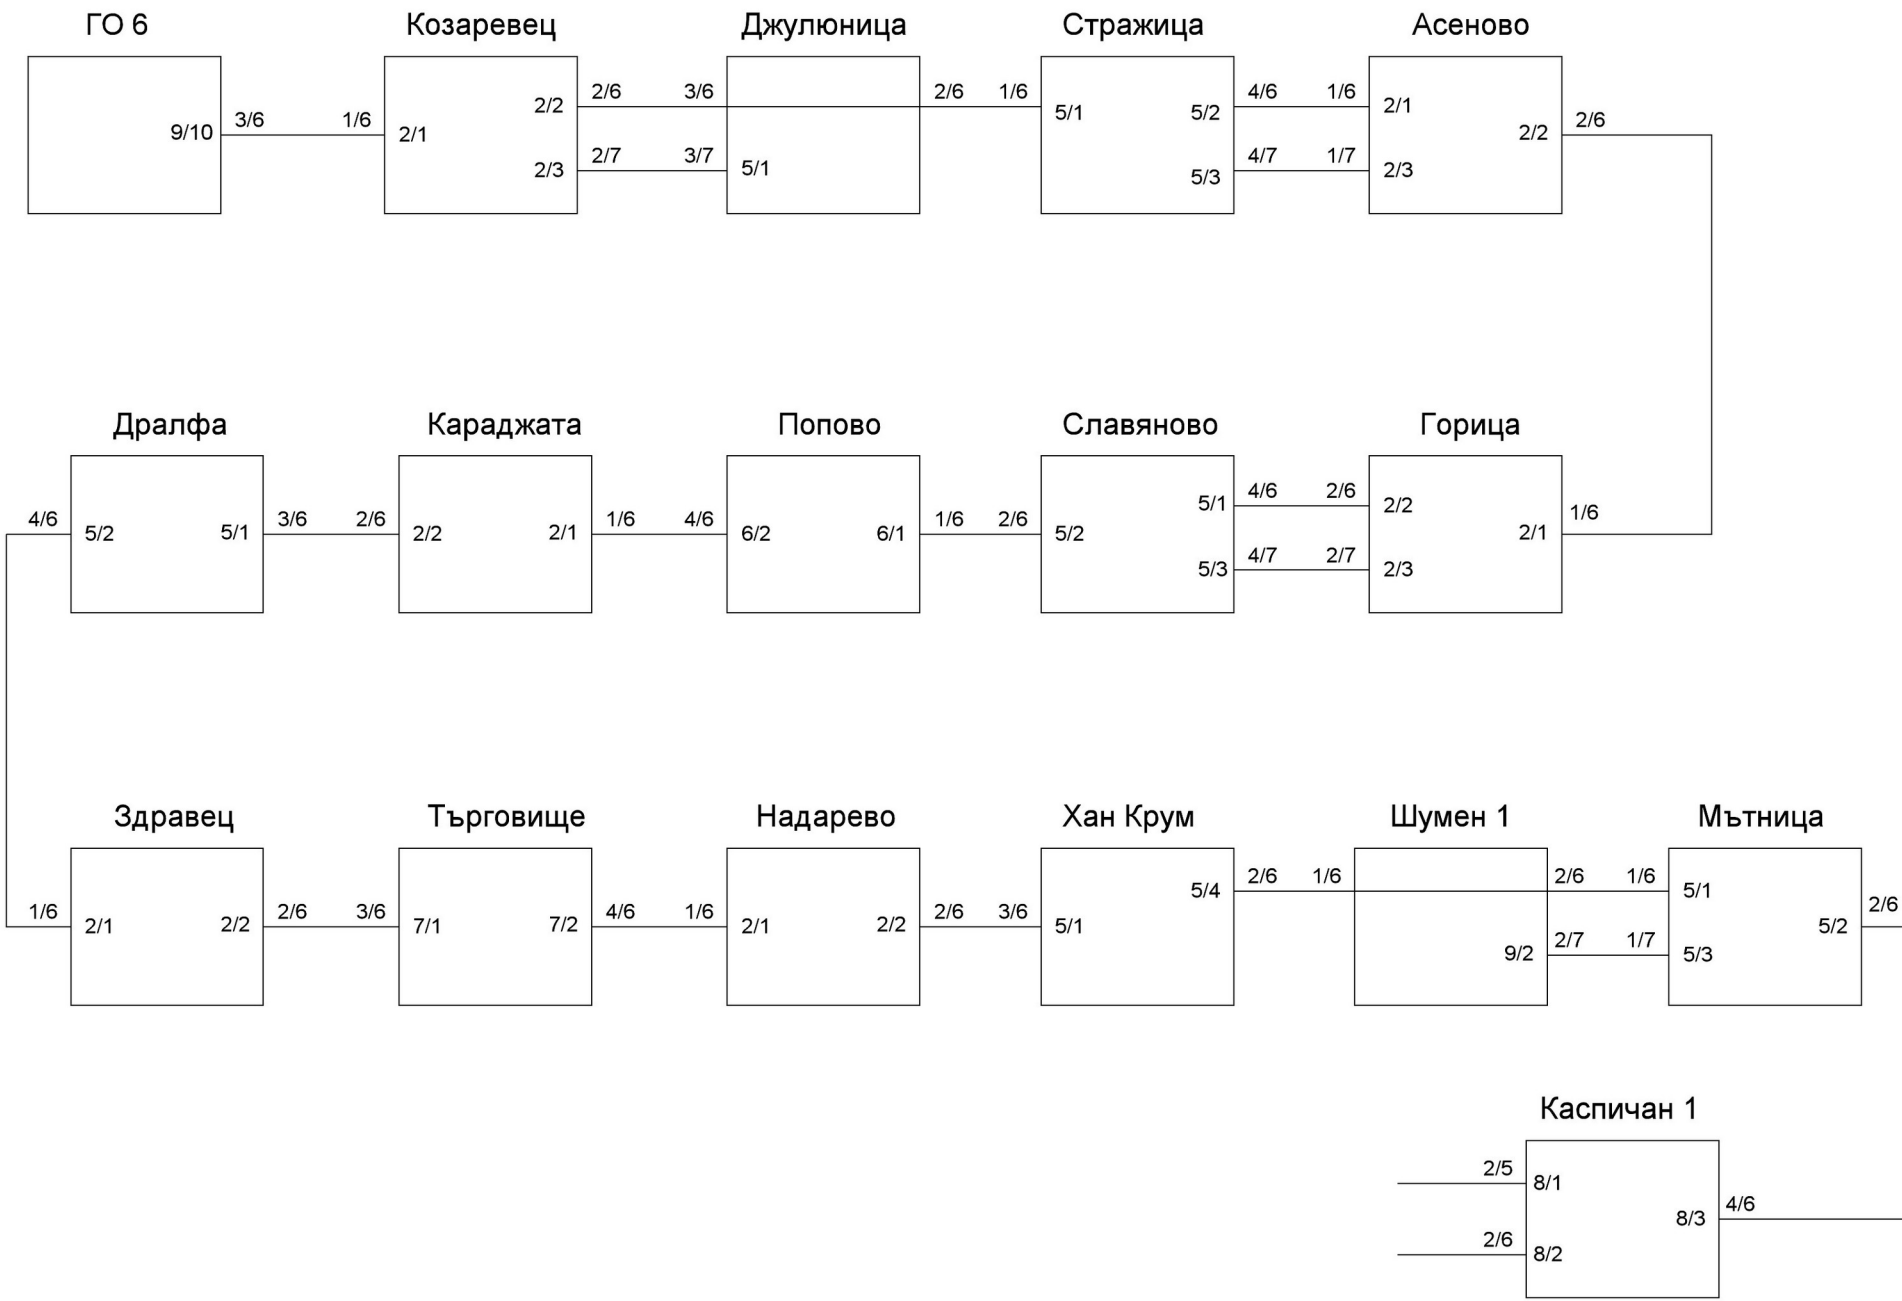 ГО 6 Козаревец Джулюница Стражица Асеново
2/6 3/6 2/6 1/6 4/6 1/6
2/2 5/1 5/2 2/1
3/6 1/6 2/6
9/10 2/1 2/2
2/7 3/7 4/7 1/7
2/3 5/1 5/3 2/3
Дралфа Караджата Попово Славяново Горица
4/6 2/6
5/1 2/2
4/6 3/6 2/6 1/6 4/6 1/6 2/6 1/6
5/2 5/1 2/2 2/1 6/2 6/1 5/2 2/1
4/7 2/7
5/3 2/3
Здравец Търговище Надарево Хан Крум Шумен 1 Мътница
2/6 1/6 2/6 1/6
5/4 5/1
1/6 2/6 3/6 4/6 1/6 2/6 3/6 2/6
2/1 2/2 7/1 7/2 2/1 2/2 5/1 5/2
2/7 1/7
9/2 5/3
Каспичан 1
2/5
8/1
4/6
8/3
2/6
8/2